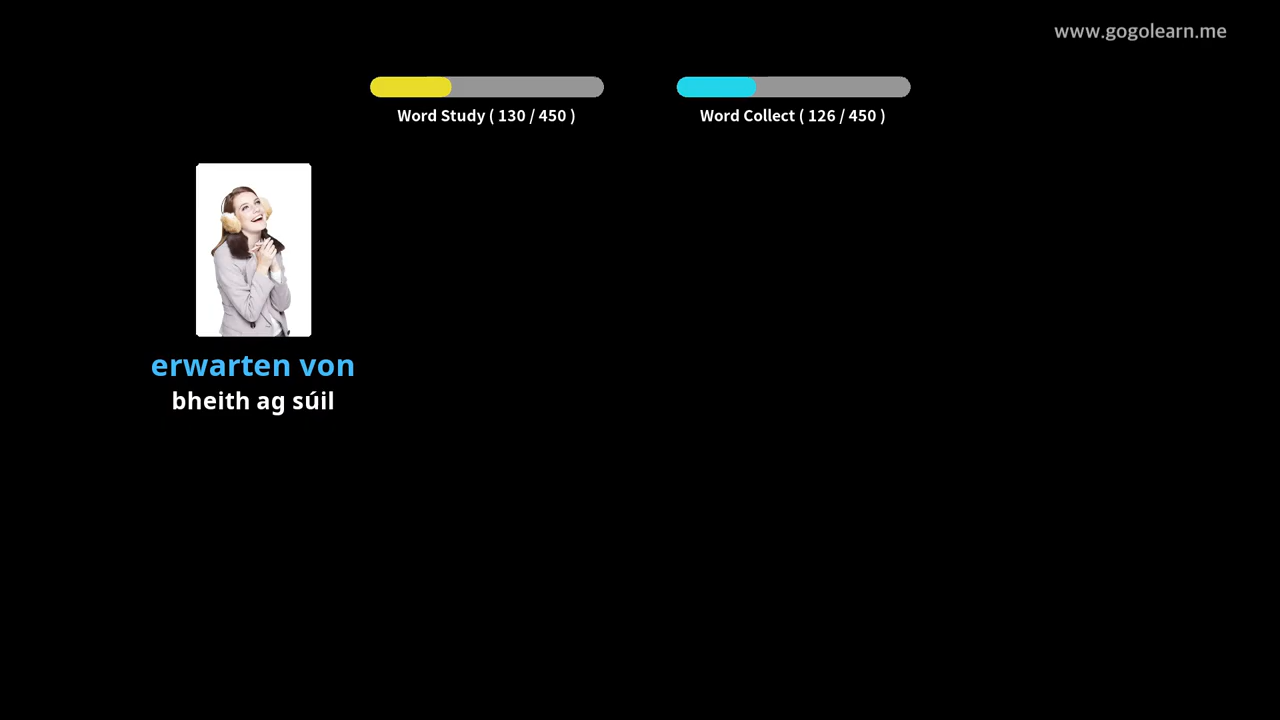 www.gogolearn.me
Word Study ( 130 / 450 )
Word Collect ( 126 / 450 )
erwarten von
bheith ag súil